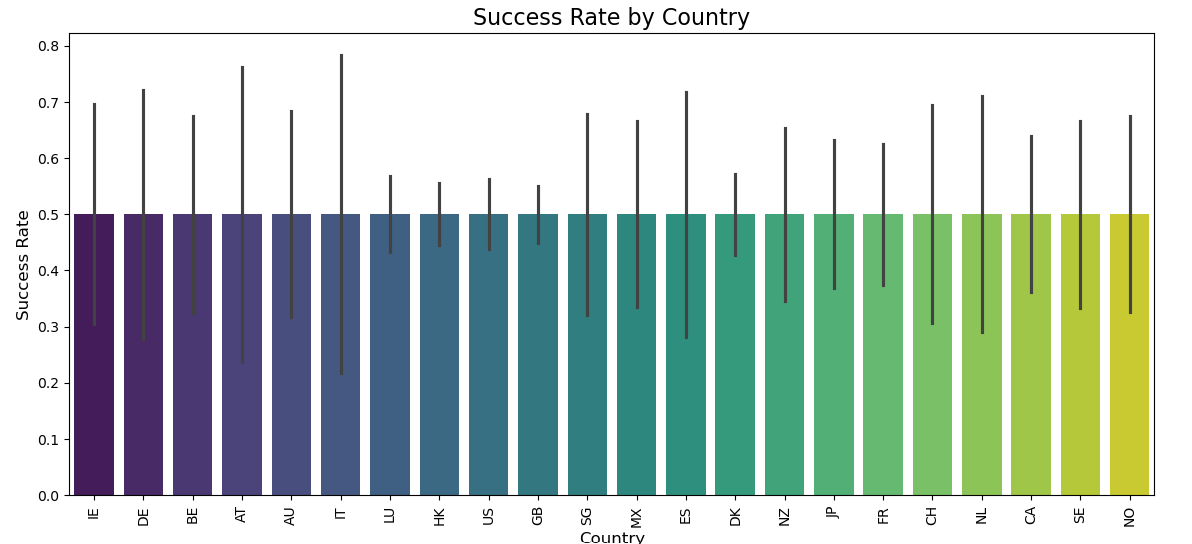 Success Rate by Country
Success Rate
0.8
0.7
0.6
0.5
0.4
0.3
0.2
0.1
0.0
IE DE BE AT AU IT LU HK US GB SG MX ES DK NZ JP FR CH NL CA SE NO
Country